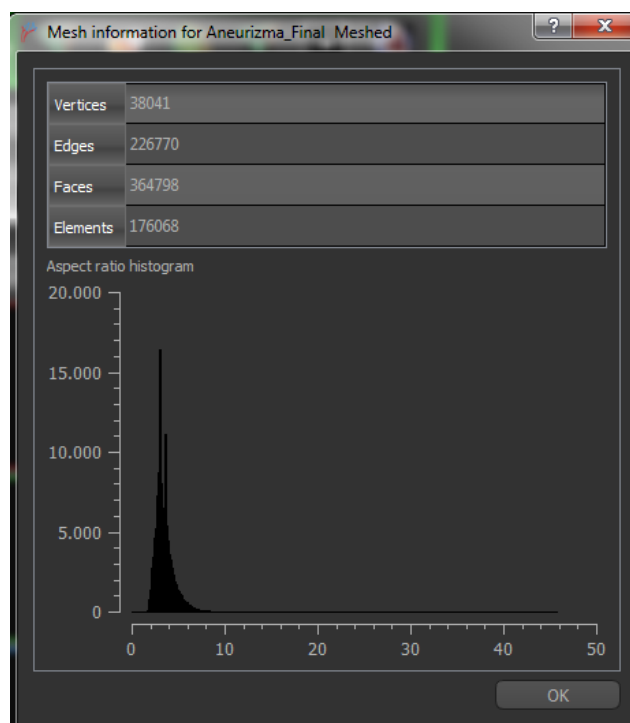 Mesh information for Aneurizma_Final Meshed
?
X
Vertices 38041
Edges 226770
Faces 364798
Elements 176068
Aspect ratio histogram
20.000
15.000
10.000
5.000
0
0 10 20 30 40 50
OK